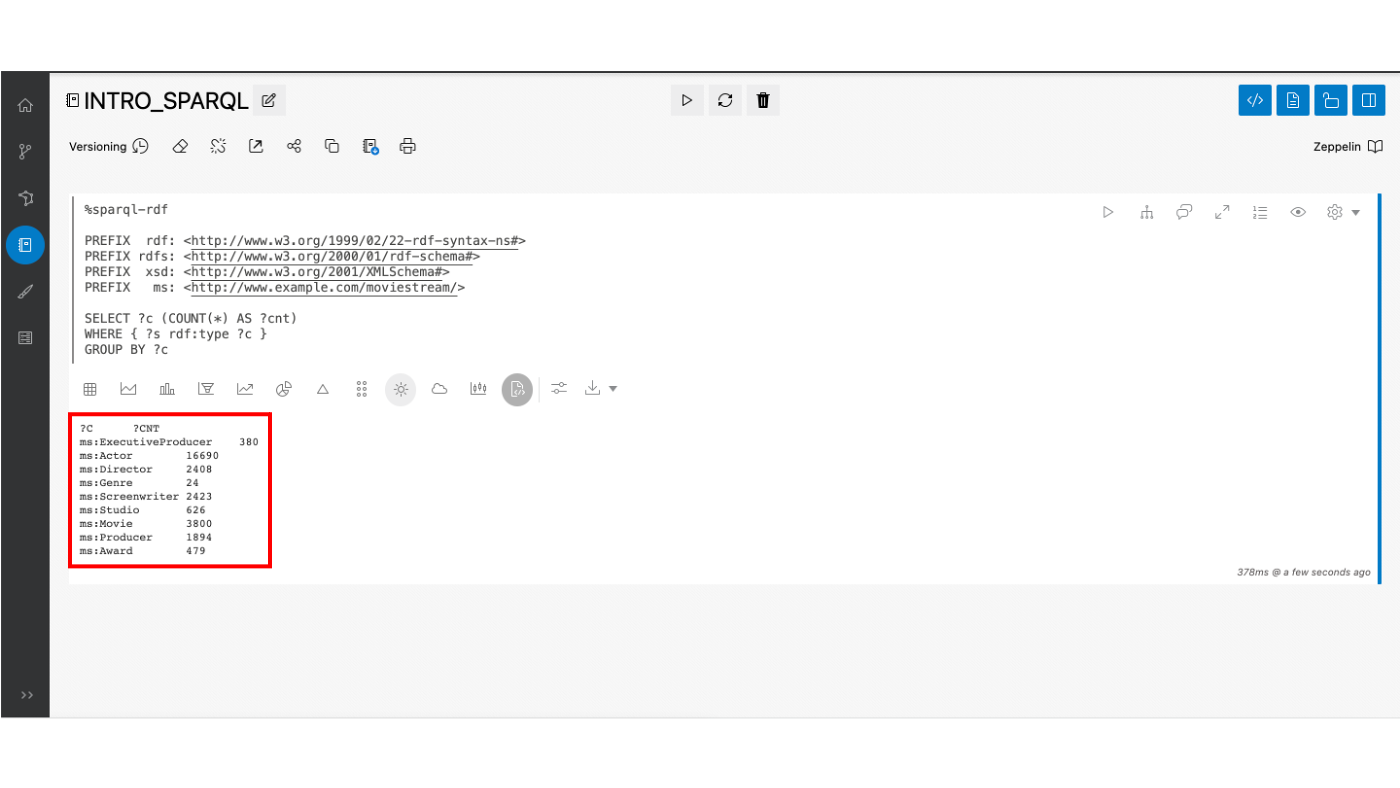 INTRO_SPARQL
Versioning
Zeppelin
%sparql-rdf
PREFIX  rdf: <http://www.w3.org/1999/02/22-rdf-syntax-ns#>
PREFIX rdfs: <http://www.w3.org/2000/01/rdf-schema#>
PREFIX  xsd: <http://www.w3.org/2001/XMLSchema#>
PREFIX   ms: <http://www.example.com/moviestream/>
SELECT ?c (COUNT(*) AS ?cnt)
WHERE { ?s rdf:type ?c }
GROUP BY ?c
?C ?CNT
ms:ExecutiveProducer 380
ms:Actor 16690
ms:Director 2408
ms:Genre 24
ms:Screenwriter 2423
ms:Studio 626
ms:Movie 3800
ms:Producer 1894
ms:Award 479
378ms @ a few seconds ago